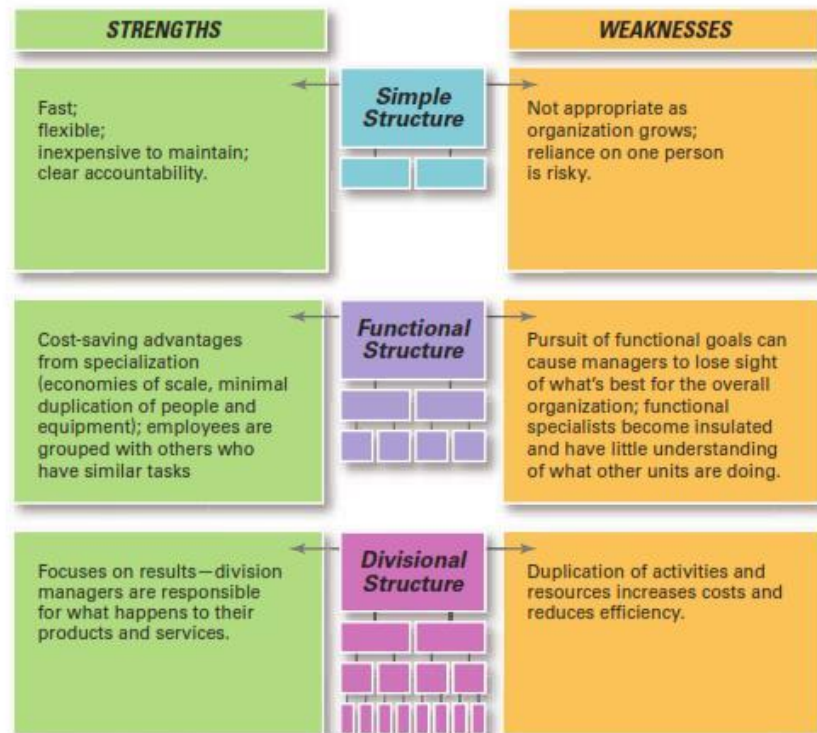 STRENGTHS
WEAKNESSES
Fast;
flexible;
inexpensive to maintain;
clear accountability.
Simple
Structure
Not appropriate as
organization grows;
reliance on one person
is risky.
Cost-saving advantages
from specialization
(economies of scale, minimal
duplication of people and
equipment); employees are
grouped with others who
have similar tasks
Functional
Structure
Pursuit of functional goals can
cause managers to lose sight
of what's best for the overall
organization; functional
specialists become insulated
and have little understanding
of what other units are doing.
Focuses on results—division
managers are responsible
for what happens to their
products and services.
Divisional
Structure
Duplication of activities and
resources increases costs and
reduces efficiency.